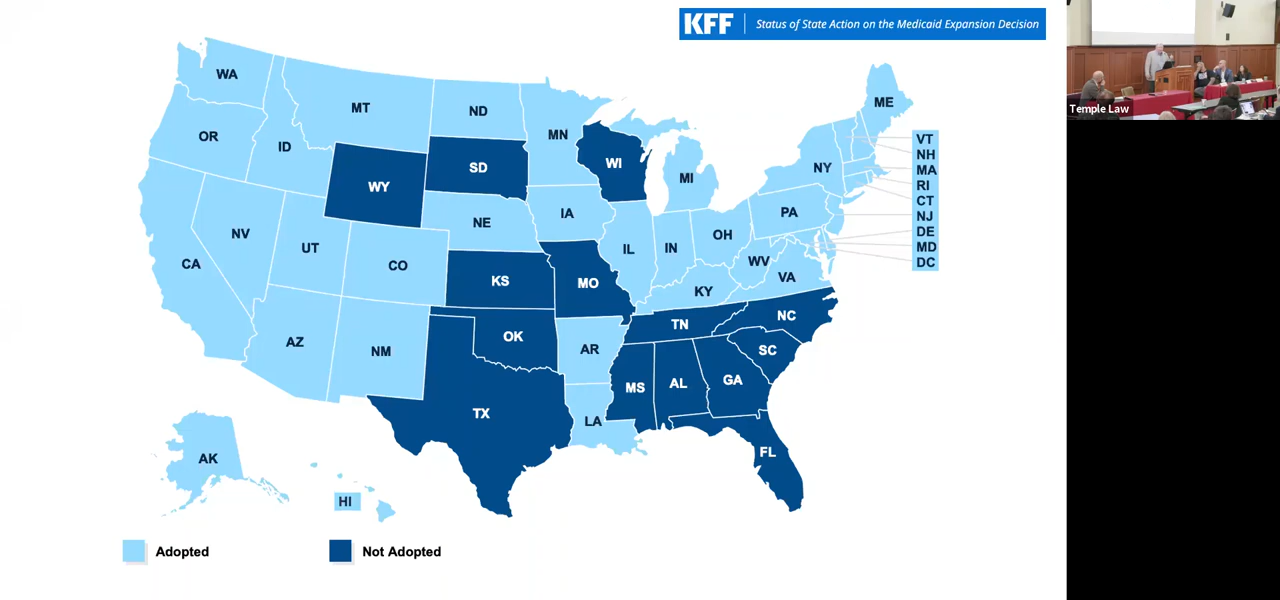 KFF Status of State Action on the Medicaid Expansion Decision
Temple Law
WA
MT
ND
MN
ME
OR
ID
WY
SD
WI
MI
NY
VT
NH
MA
RI
CT
NJ
DE
MD
DC
NV
UT
CO
NE
IA
IL
IN
OH
PA
WV
VA
CA
KS
MO
KY
AZ
NM
OK
AR
TN
NC
SC
TX
LA
MS
AL
GA
FL
AK
HI
Adopted
Not Adopted